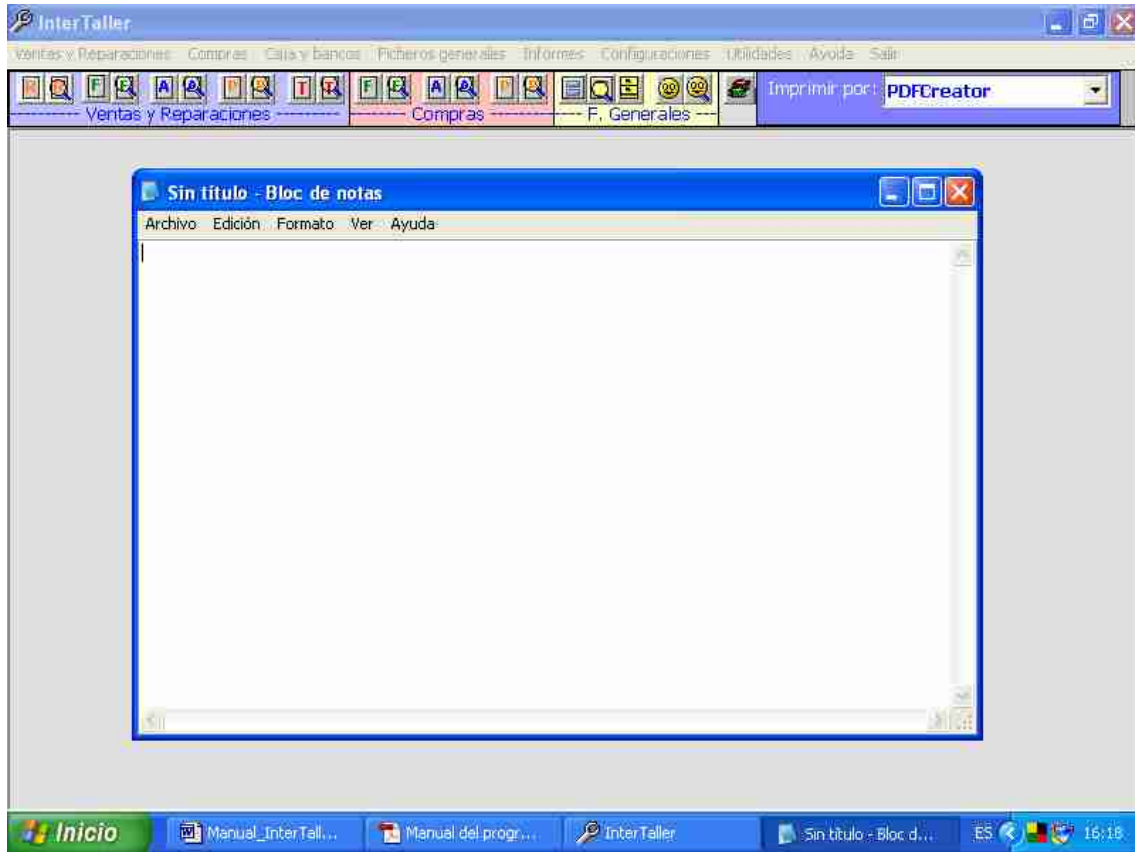 InterTaller
Ventas y Reparaciones Compras Caja y bancos Ficheros generales Informes Configuraciones Utilidades Ayuda Salir
Imprimir por: PDFCreator
---------- Ventas y Reparaciones --------- -------- Compras --------- ---- F. Generales ---
Sin título - Bloc de notas
Archivo Edición Formato Ver Ayuda
Inicio Manual_InterTall... Manual del progr... InterTaller Sin título - Bloc d... ES 16:18